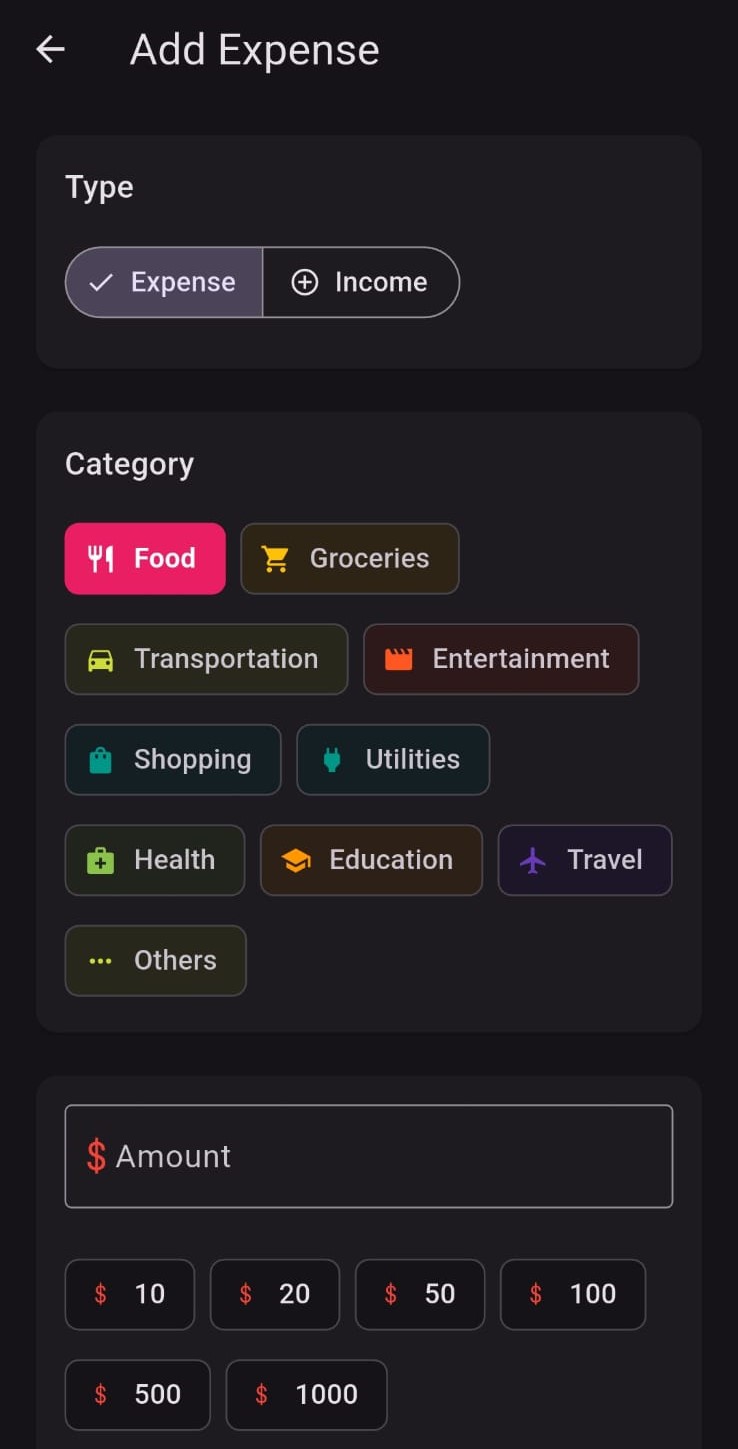 Add Expense
Type
Expense Income
Category
Food Groceries
Transportation Entertainment
Shopping Utilities
Health Education Travel
Others
$ Amount
$ 10 $ 20 $ 50 $ 100
$ 500 $ 1000